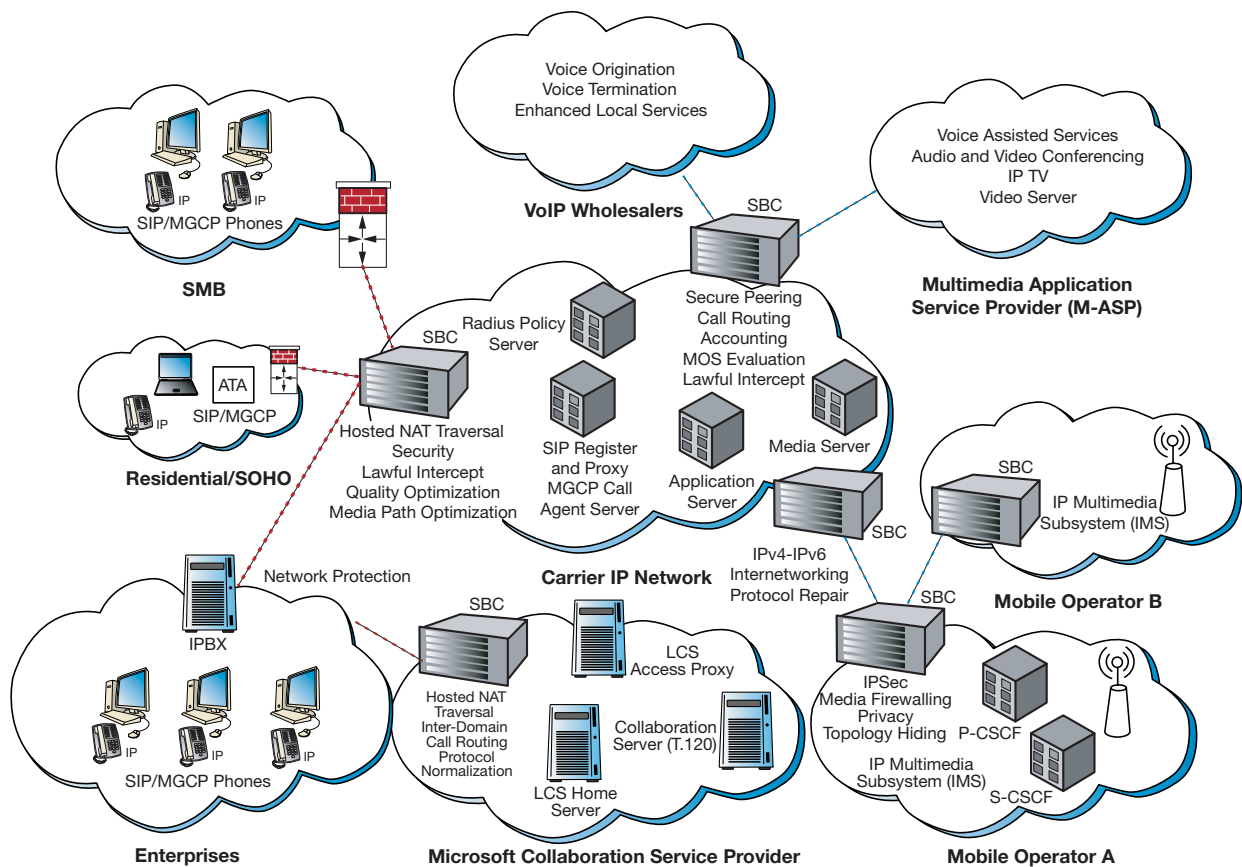 Voice Origination
Voice Termination
Enhanced Local Services
VoIP Wholesalers
Voice Assisted Services
Audio and Video Conferencing
IP TV
Video Server
Multimedia Application
Service Provider (M-ASP)
IP
IP
SIP/MGCP Phones
SMB
SBC
ATA
IP
SIP/MGCP
Residential/SOHO
SBC
Hosted NAT Traversal
Security
Lawful Intercept
Quality Optimization
Media Path Optimization
Radius Policy
Server
Secure Peering
Call Routing
Accounting
MOS Evaluation
Lawful Intercept
SIP Register
and Proxy
MGCP Call
Agent Server
Application
Server
Media Server
Carrier IP Network
SBC
IPv4-IPv6
Internetworking
Protocol Repair
SBC
IP Multimedia
Subsystem (IMS)
Mobile Operator B
Network Protection
IPBX
IP
IP
IP
SIP/MGCP Phones
Enterprises
SBC
Hosted NAT
Traversal
Inter-Domain
Call Routing
Protocol
Normalization
LCS
Access Proxy
Collaboration
Server (T.120)
LCS Home
Server
Microsoft Collaboration Service Provider
SBC
IPSec
Media Firewalling
Privacy
Topology Hiding
P-CSCF
IP Multimedia
Subsystem (IMS)
S-CSCF
Mobile Operator A